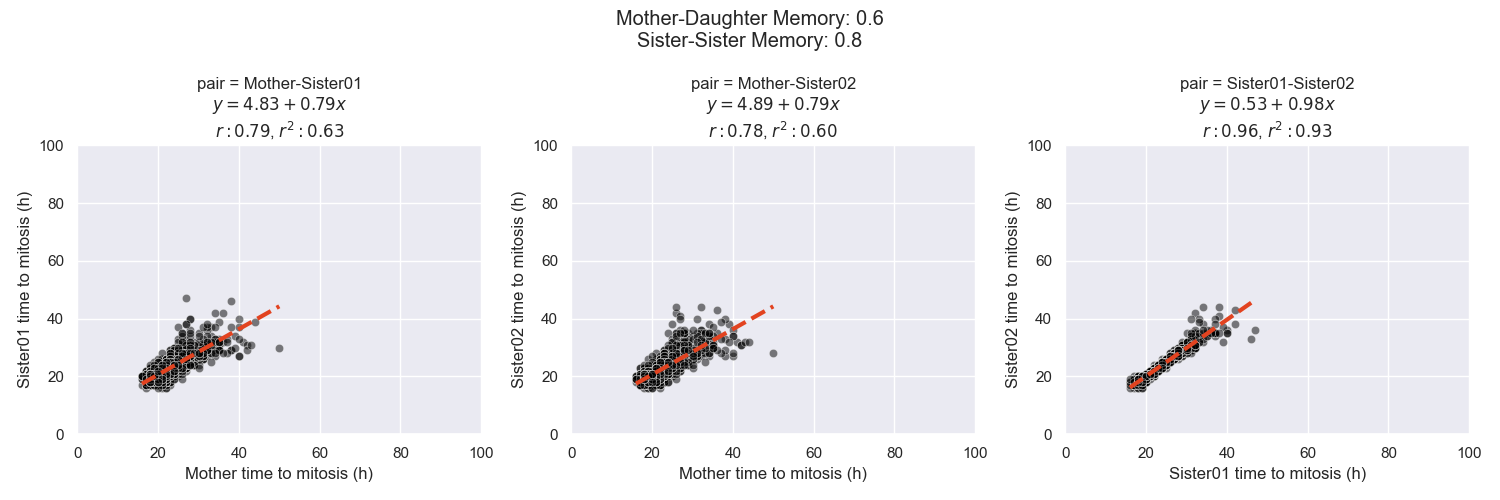 Mother-Daughter Memory: 0.6
Sister-Sister Memory: 0.8
pair = Mother-Sister01
y = 4.83 + 0.79x
r : 0.79, r² : 0.63
100
80
60
40
20
0
Sister01 time to mitosis (h)
0 20 40 60 80 100
Mother time to mitosis (h)
pair = Mother-Sister02
y = 4.89 + 0.79x
r : 0.78, r² : 0.60
100
80
60
40
20
0
Sister02 time to mitosis (h)
0 20 40 60 80 100
Mother time to mitosis (h)
pair = Sister01-Sister02
y = 0.53 + 0.98x
r : 0.96, r² : 0.93
100
80
60
40
20
0
Sister02 time to mitosis (h)
0 20 40 60 80 100
Sister01 time to mitosis (h)